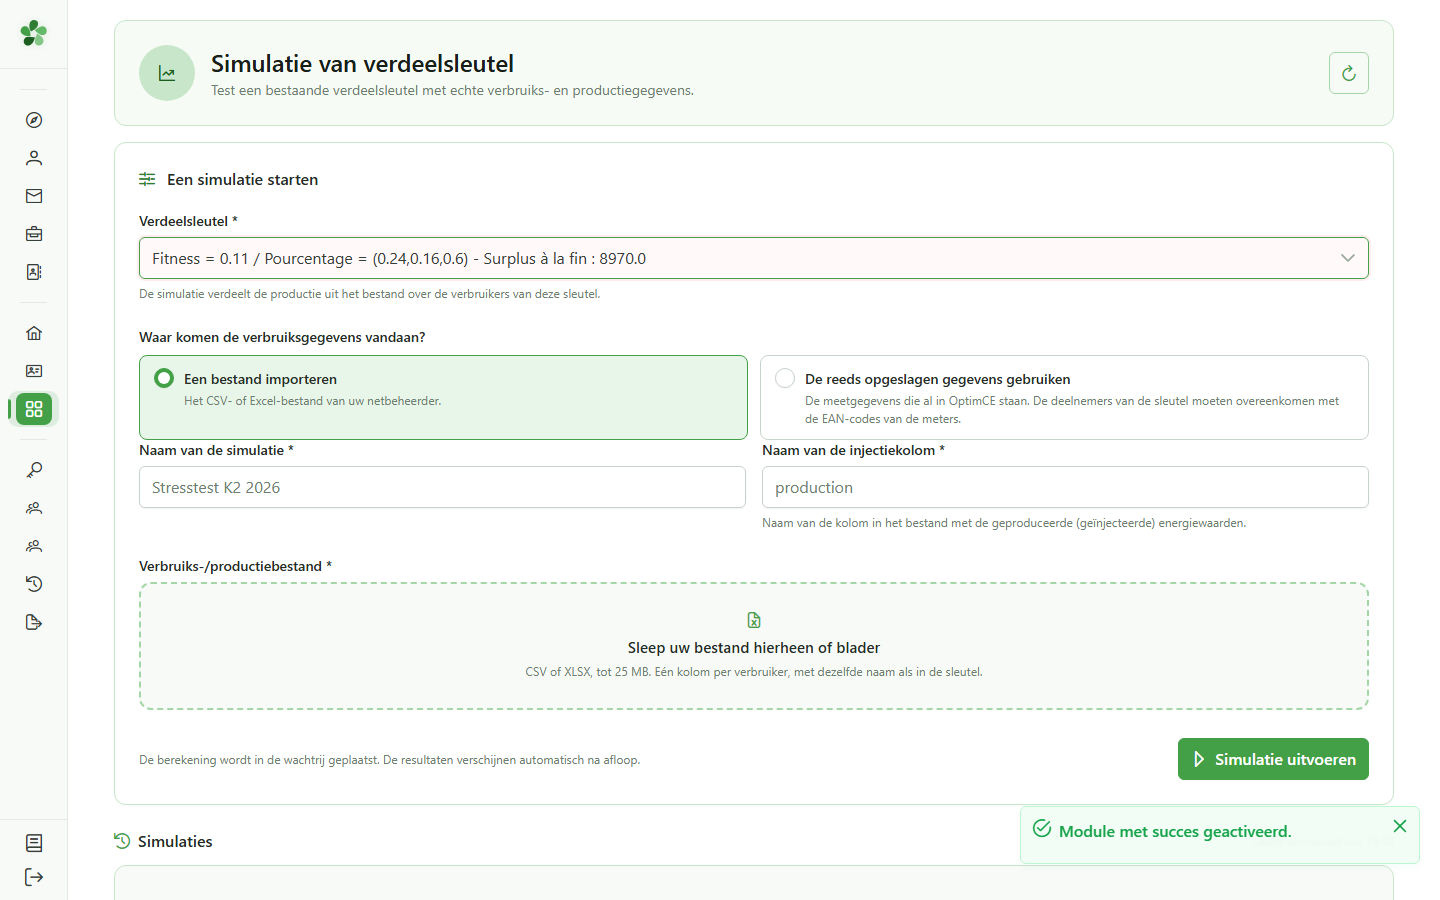 Simulatie van verdeelsleutel
Test een bestaande verdeelsleutel met echte verbruiks- en productiegegevens.
Een simulatie starten
Verdeelsleutel *
Fitness = 0.11 / Pourcentage = (0.24,0.16,0.6) - Surplus à la fin : 8970.0
De simulatie verdeelt de productie uit het bestand over de verbruikers van deze sleutel.
Waar komen de verbruiksgegevens vandaan?
Een bestand importeren
Het CSV- of Excel-bestand van uw netbeheerder.
De reeds opgeslagen gegevens gebruiken
De meetgegevens die al in OptimCE staan. De deelnemers van de sleutel moeten overeenkomen met
de EAN-codes van de meters.
Naam van de simulatie *
Stresstest K2 2026
Naam van de injectiekolom *
production
Naam van de kolom in het bestand met de geproduceerde (geïnjecteerde) energiewaarden.
Verbruiks-/productiebestand *
Sleep uw bestand hierheen of blader
CSV of XLSX, tot 25 MB. Eén kolom per verbruiker, met dezelfde naam als in de sleutel.
De berekening wordt in de wachtrij geplaatst. De resultaten verschijnen automatisch na afloop.
Simulatie uitvoeren
Simulaties
Module met succes geactiveerd.